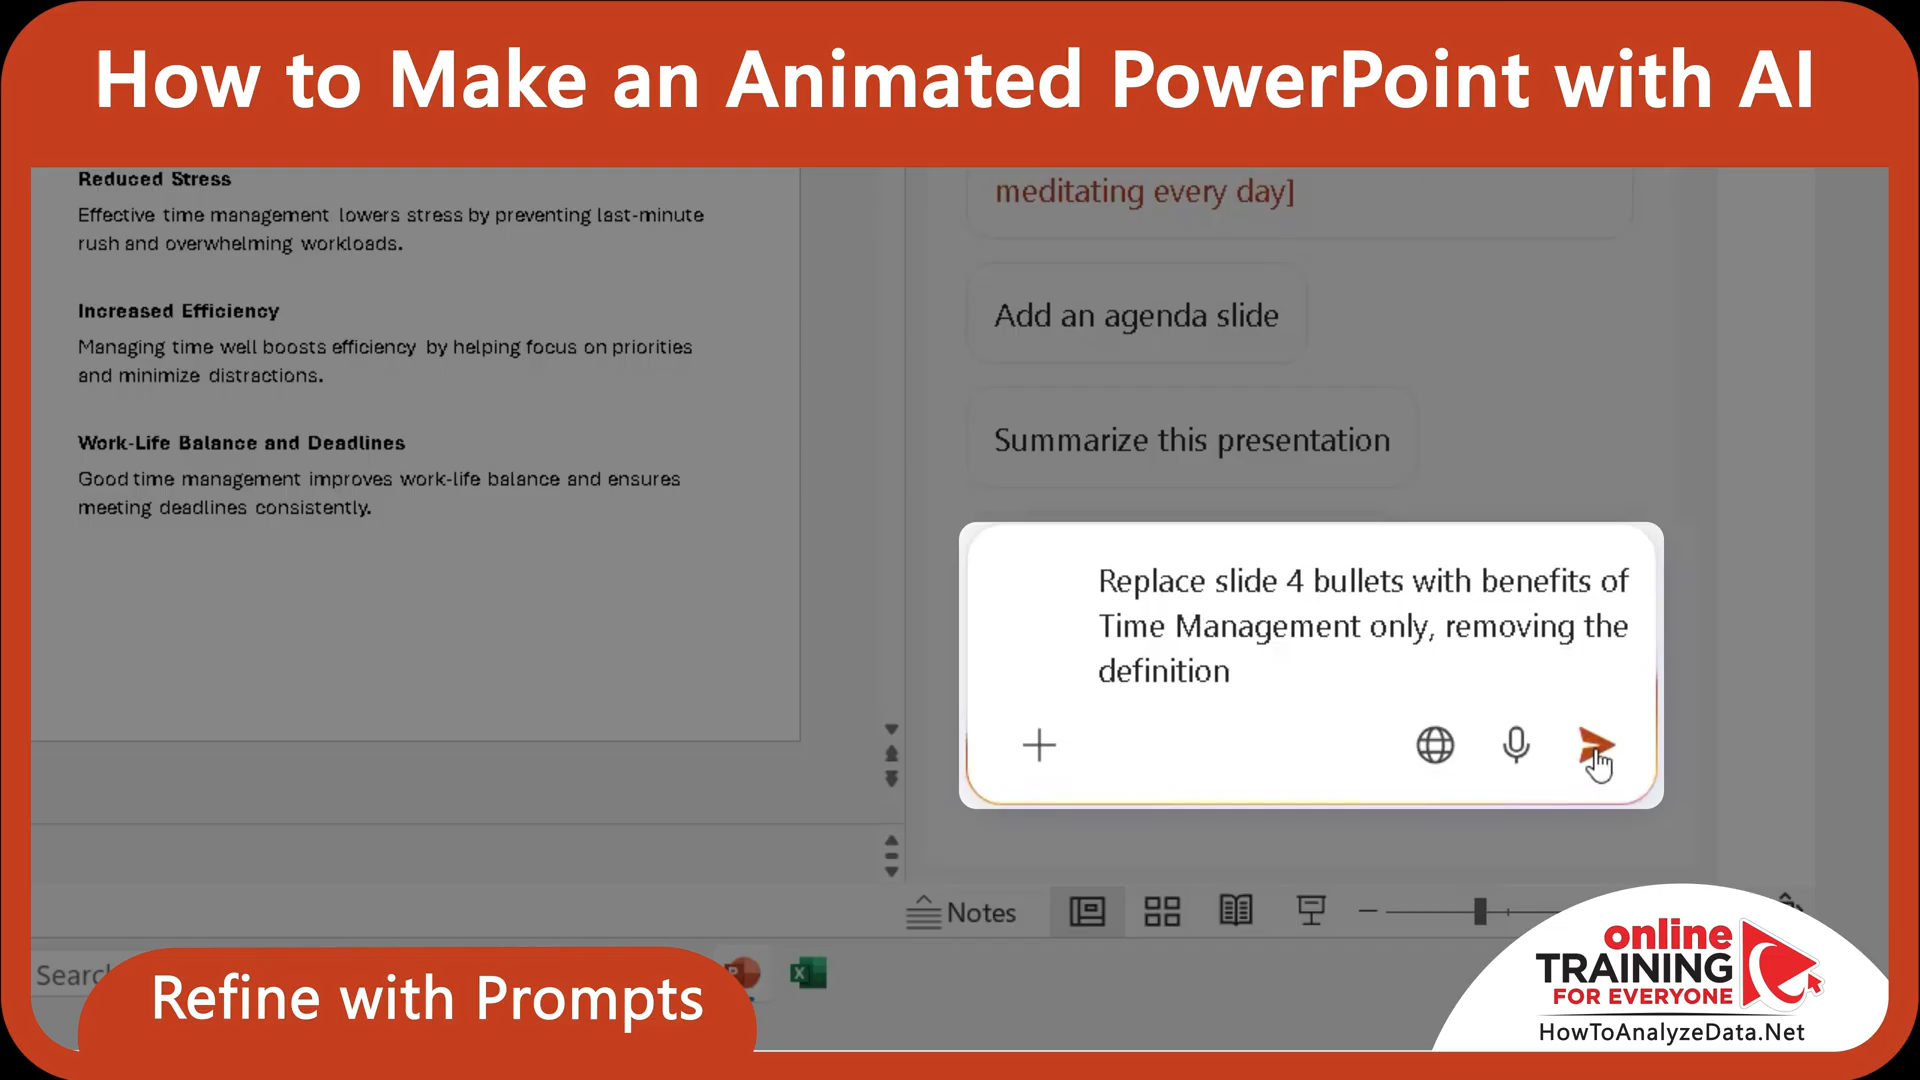 How to Make an Animated PowerPoint with AI
Reduced Stress
Effective time management lowers stress by preventing last-minute
rush and overwhelming workloads.
Increased Efficiency
Managing time well boosts efficiency by helping focus on priorities
and minimize distractions.
Work-Life Balance and Deadlines
Good time management improves work-life balance and ensures
meeting deadlines consistently.
meditating every day]
Add an agenda slide
Summarize this presentation
Replace slide 4 bullets with benefits of
Time Management only, removing the
definition
Notes
Search
Refine with Prompts
online
TRAINING
FOR EVERYONE
HowToAnalyzeData.Net